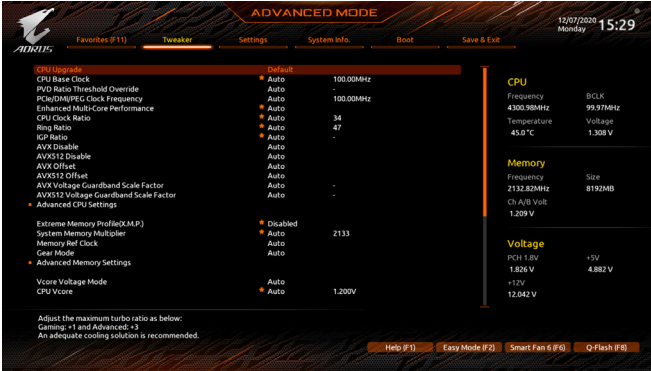 ADVANCED MODE
12/07/2020 15:29
Monday
AORUS
Favorites (F11) Tweaker Settings System Info. Boot Save & Exit
CPU Upgrade Default
CPU Base Clock * Auto 100.00MHz
PVD Ratio Threshold Override Auto -
PCIe/DMI/PEG Clock Frequency Auto 100.00MHz
Enhanced Multi-Core Performance * Auto
CPU Clock Ratio * Auto 34
Ring Ratio * Auto 47
IGP Ratio * Auto -
AVX Disable Auto
AVX512 Disable Auto
AVX Offset Auto
AVX512 Offset Auto
AVX Voltage Guardband Scale Factor Auto -
AVX512 Voltage Guardband Scale Factor Auto -
Advanced CPU Settings
Extreme Memory Profile(X.M.P.) * Disabled
System Memory Multiplier * Auto 2133
Memory Ref Clock Auto
Gear Mode Auto
Advanced Memory Settings
Vcore Voltage Mode Auto
CPU Vcore * Auto 1.200V
CPU
Frequency BCLK
4300.98MHz 99.97MHz
Temperature Voltage
45.0 °C 1.308 V
Memory
Frequency Size
2132.82MHz 8192MB
Ch A/B Volt
1.209 V
Voltage
PCH 1.8V +5V
1.826 V 4.882 V
+12V
12.042 V
Adjust the maximum turbo ratio as below:
Gaming: +1 and Advanced: +3
An adequate cooling solution is recommended.
Help (F1) Easy Mode (F2) Smart Fan 6 (F6) Q-Flash (F8)